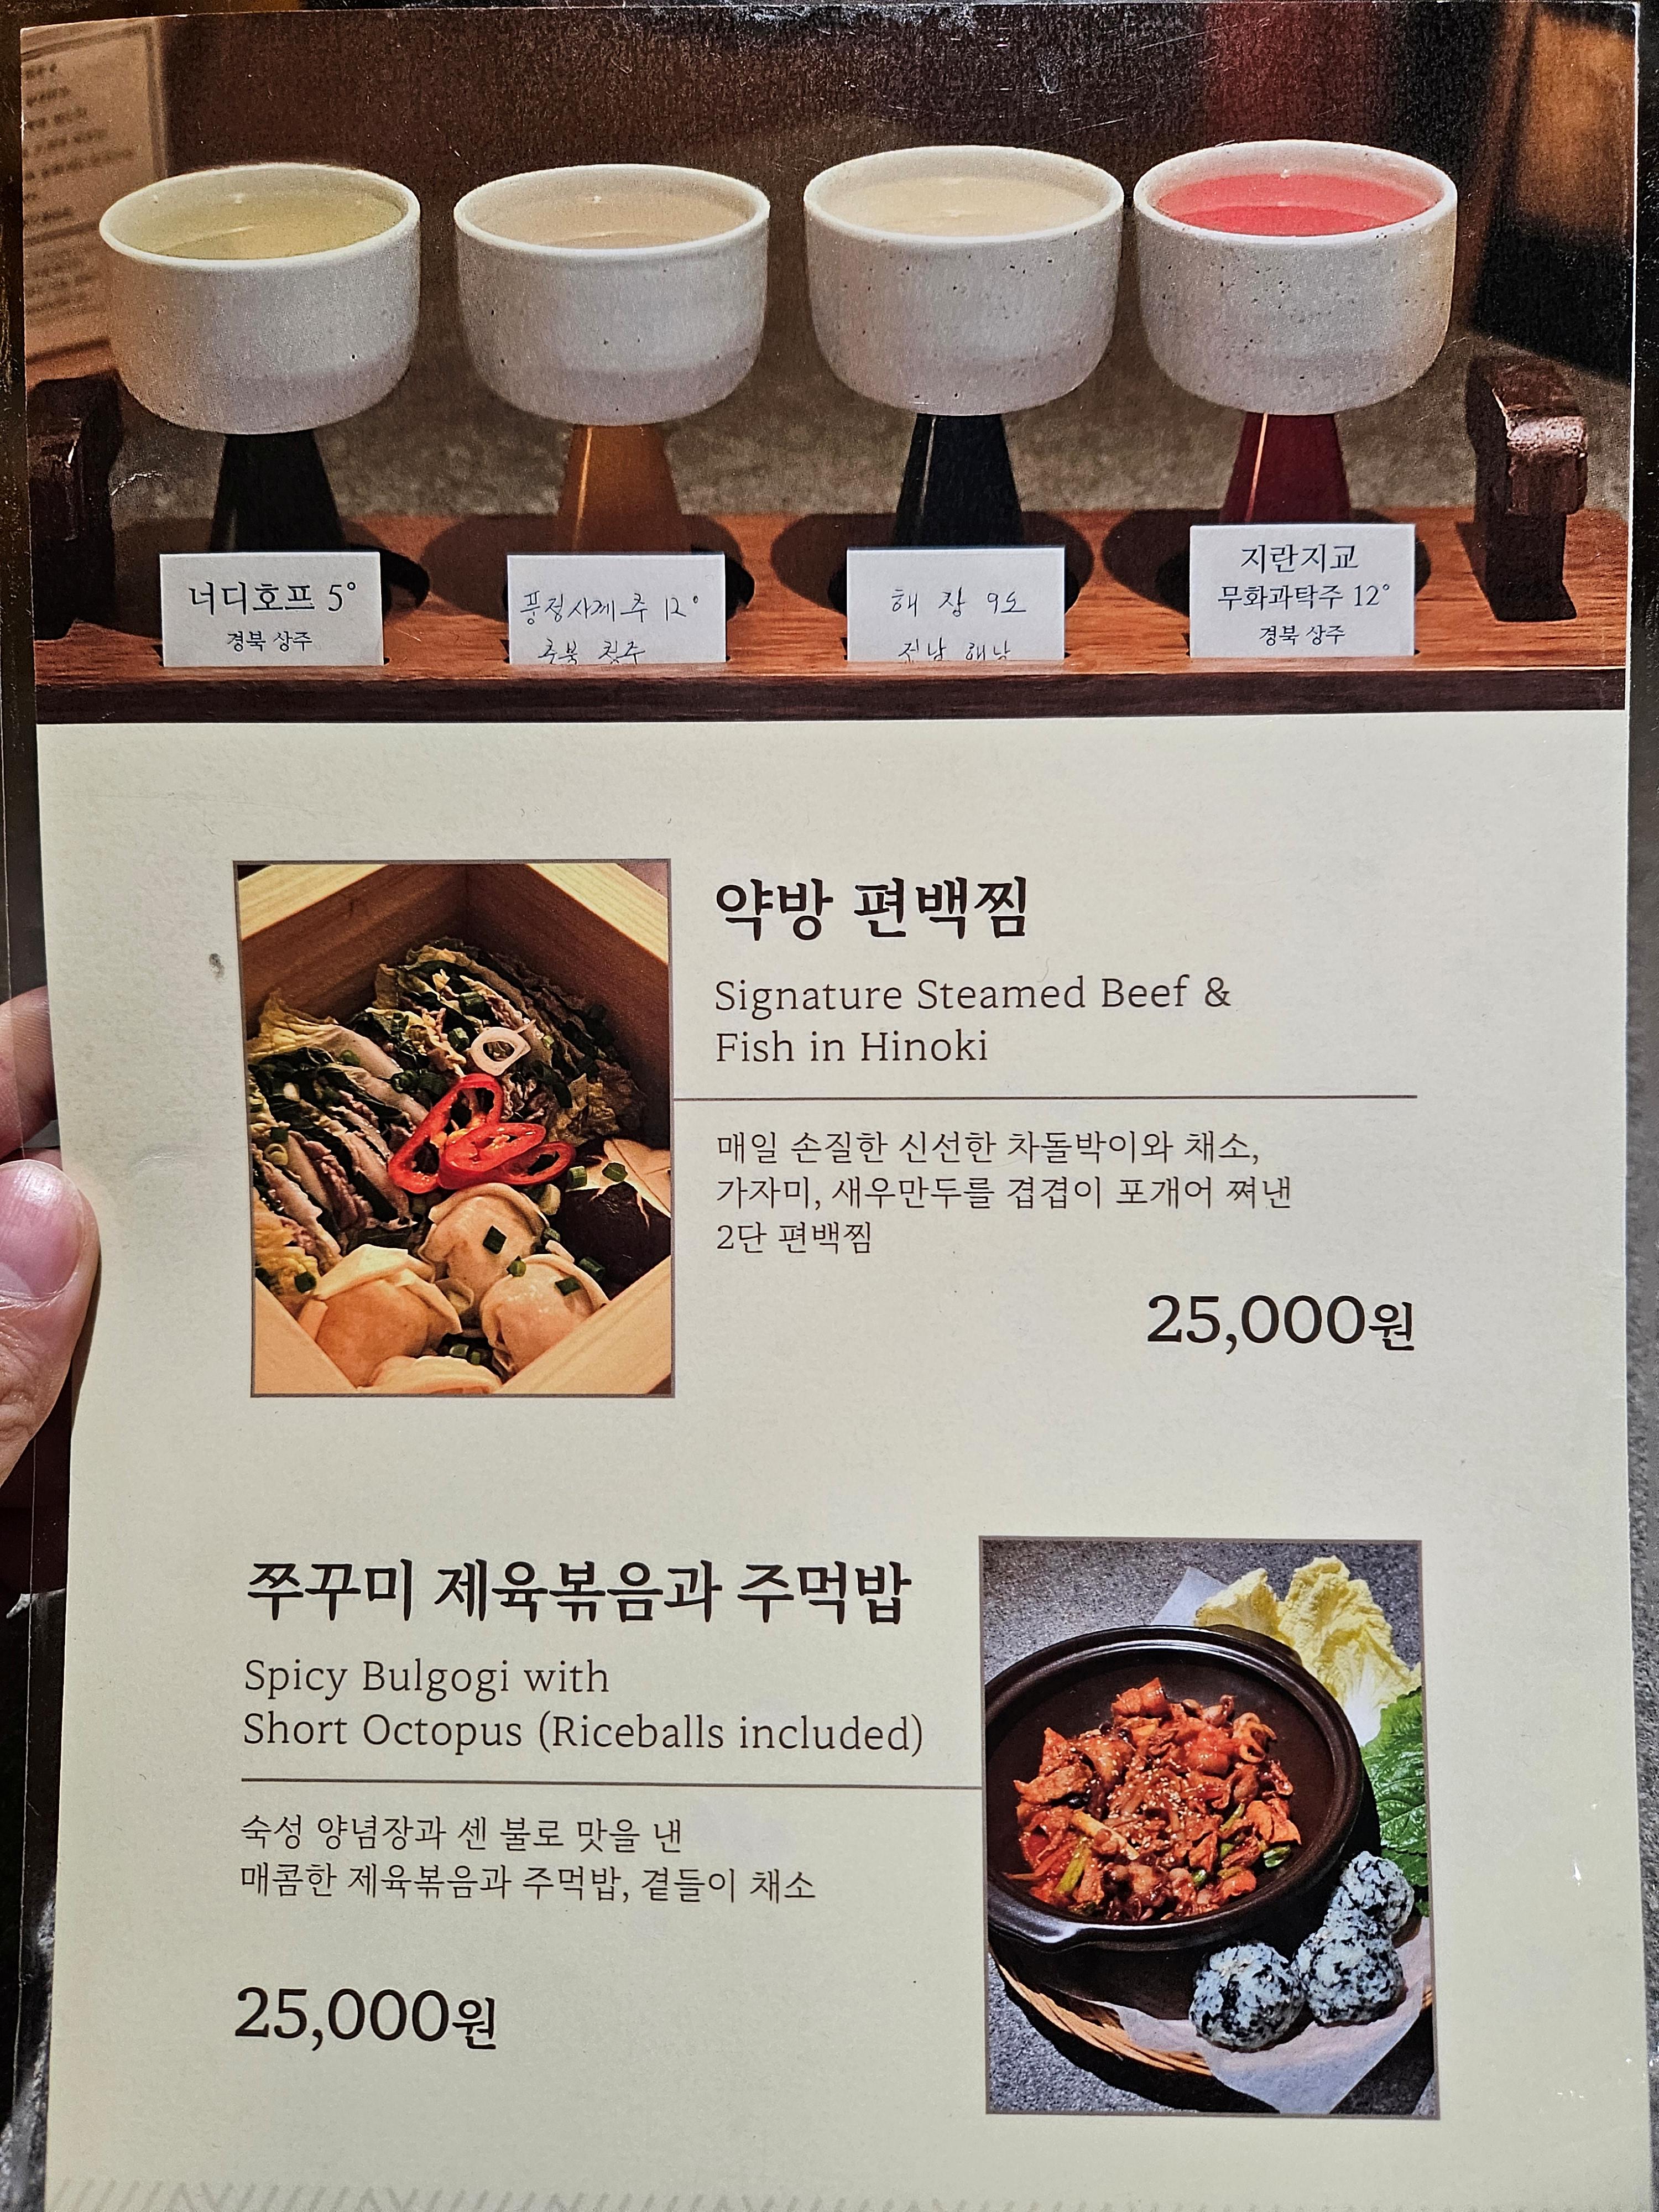 너디호프 5°
경북 상주
풍정사계 주 12°
충북 청주
해 장 9도
전남 해남
지란지교
무화과탁주 12°
경북 상주
약방 편백찜
Signature Steamed Beef &
Fish in Hinoki
매일 손질한 신선한 차돌박이와 채소,
가자미, 새우만두를 겹겹이 포개어 쪄낸
2단 편백찜
25,000원
쭈꾸미 제육볶음과 주먹밥
Spicy Bulgogi with
Short Octopus (Riceballs included)
숙성 양념장과 센 불로 맛을 낸
매콤한 제육볶음과 주먹밥, 곁들이 채소
25,000원